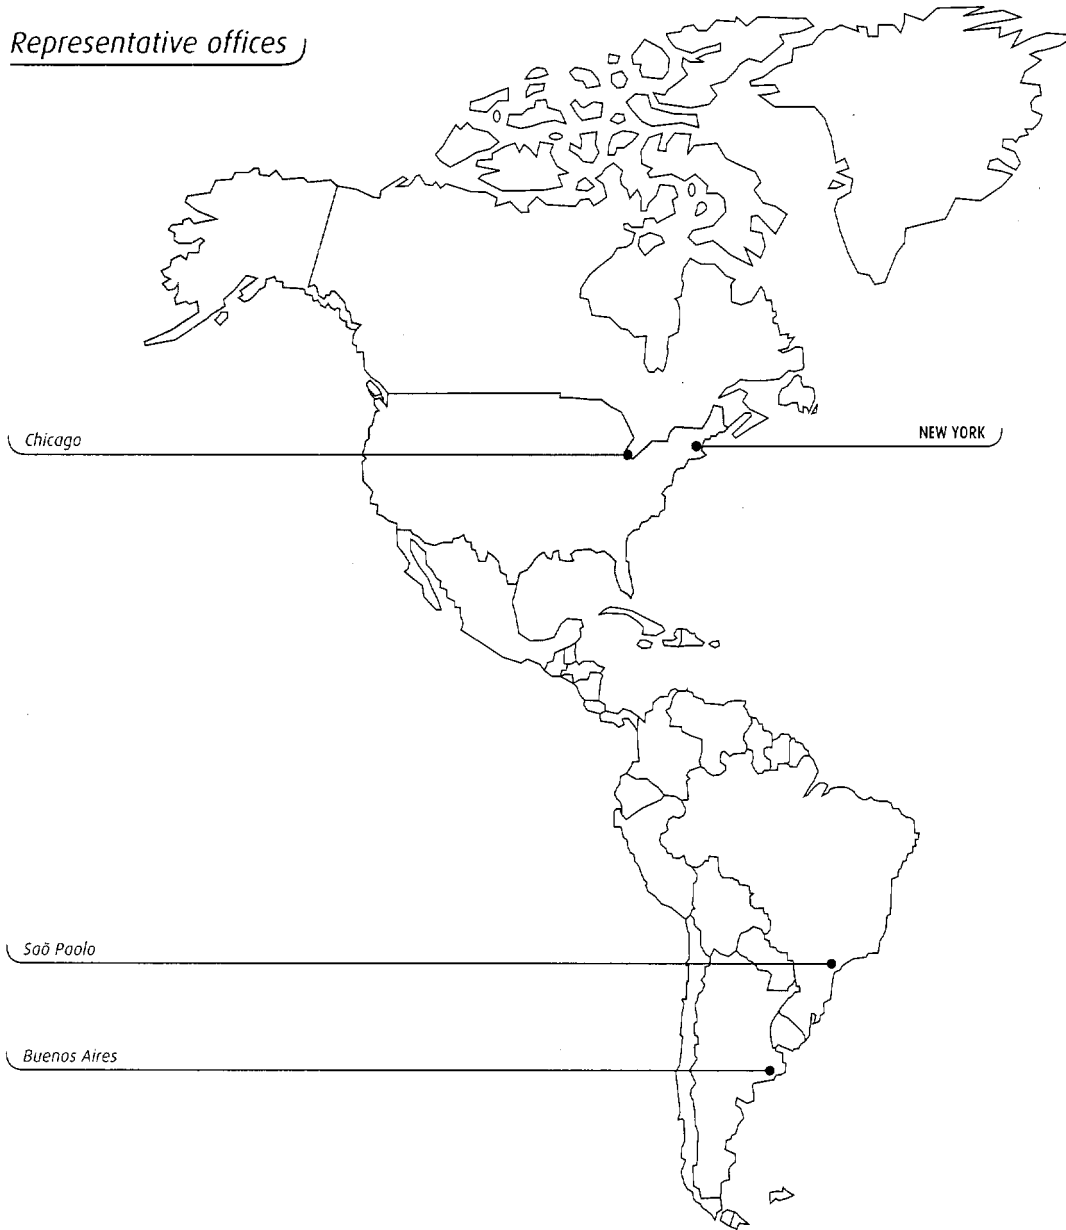 Representative offices
Chicago
NEW YORK
Saõ Paolo
Buenos Aires